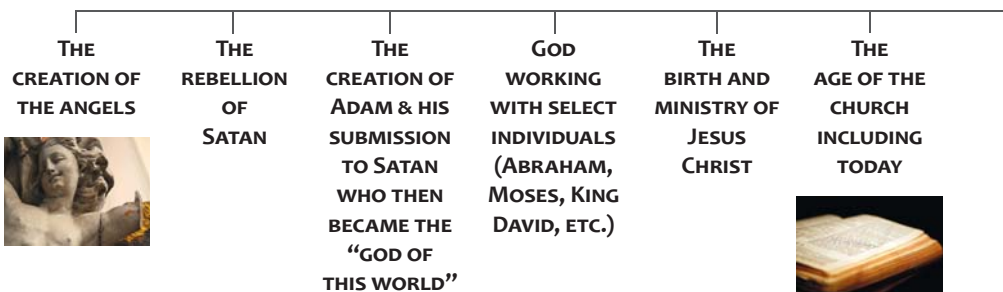 THE
CREATION OF
THE ANGELS
THE
REBELLION
OF
SATAN
THE
CREATION OF
ADAM & HIS
SUBMISSION
TO SATAN
WHO THEN
BECAME THE
“GOD OF
THIS WORLD”
GOD
WORKING
WITH SELECT
INDIVIDUALS
(ABRAHAM,
MOSES, KING
DAVID, ETC.)
THE
BIRTH AND
MINISTRY OF
JESUS
CHRIST
THE
AGE OF THE
CHURCH
INCLUDING
TODAY